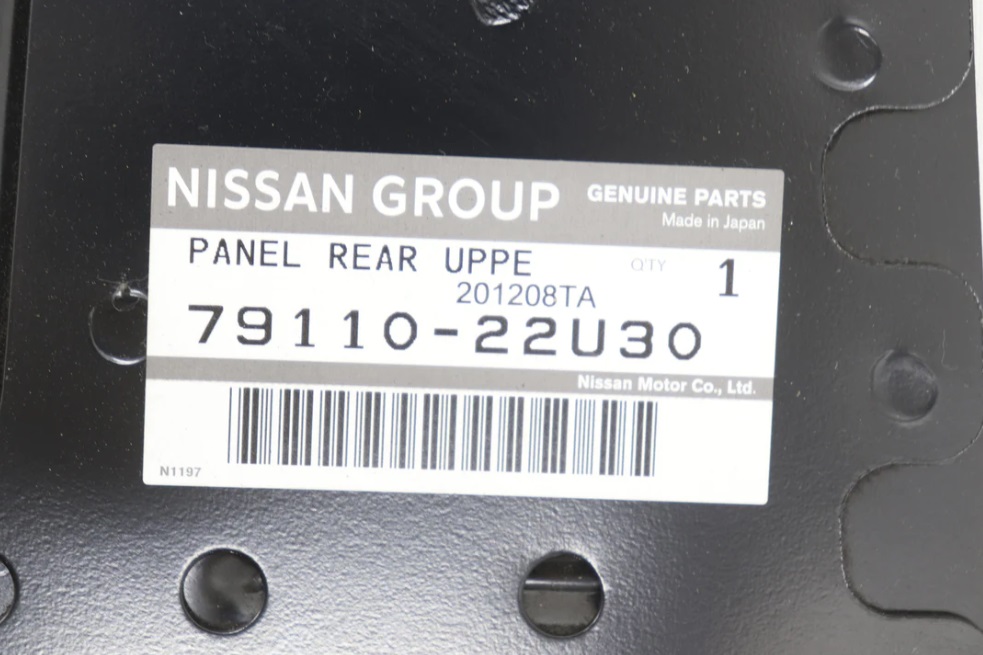 NISSAN GROUP GENUINE PARTS
Made in Japan
PANEL REAR UPPE Q'TY 1
201208TA
79110-22U30
Nissan Motor Co., Ltd.
N1197